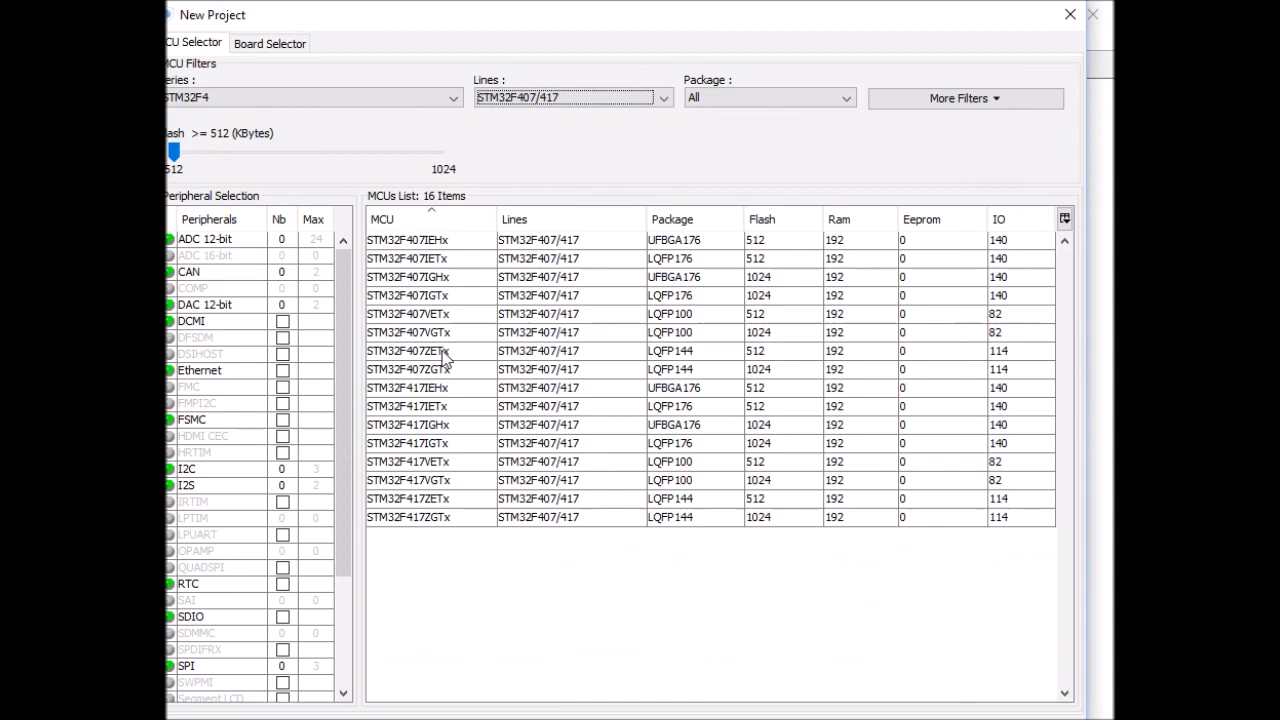 New Project
CU Selector Board Selector
MCU Filters
eries : Lines : Package :
STM32F4 STM32F407/417 All More Filters
lash >= 512 (KBytes)
512 1024
Peripheral Selection MCUs List: 16 Items
Peripherals Nb Max MCU Lines Package Flash Ram Eeprom IO
ADC 12-bit 0 24 STM32F407IEHx STM32F407/417 UFBGA176 512 192 0 140
ADC 16-bit 0 0 STM32F407IETx STM32F407/417 LQFP176 512 192 0 140
CAN 0 2 STM32F407IGHx STM32F407/417 UFBGA176 1024 192 0 140
COMP 0 0 STM32F407IGTx STM32F407/417 LQFP176 1024 192 0 140
DAC 12-bit 0 2 STM32F407VETx STM32F407/417 LQFP100 512 192 0 82
DCMI STM32F407VGTx STM32F407/417 LQFP100 1024 192 0 82
DFSDM STM32F407ZETx STM32F407/417 LQFP144 512 192 0 114
DSIHOST STM32F407ZGTx STM32F407/417 LQFP144 1024 192 0 114
Ethernet STM32F417IEHx STM32F407/417 UFBGA176 512 192 0 140
FMC STM32F417IETx STM32F407/417 LQFP176 512 192 0 140
FMPI2C STM32F417IGHx STM32F407/417 UFBGA176 1024 192 0 140
FSMC STM32F417IGTx STM32F407/417 LQFP176 1024 192 0 140
HDMI CEC STM32F417VETx STM32F407/417 LQFP100 512 192 0 82
HRTIM STM32F417VGTx STM32F407/417 LQFP100 1024 192 0 82
I2C 0 3 STM32F417ZETx STM32F407/417 LQFP144 512 192 0 114
I2S 0 2 STM32F417ZGTx STM32F407/417 LQFP144 1024 192 0 114
IRTIM
LPTIM 0 0
LPUART
OPAMP 0 0
QUADSPI
RTC
SAI 0 0
SDIO
SDMMC 0 0
SPDIFRX
SPI 0 3
SWPMI
Segment LCD